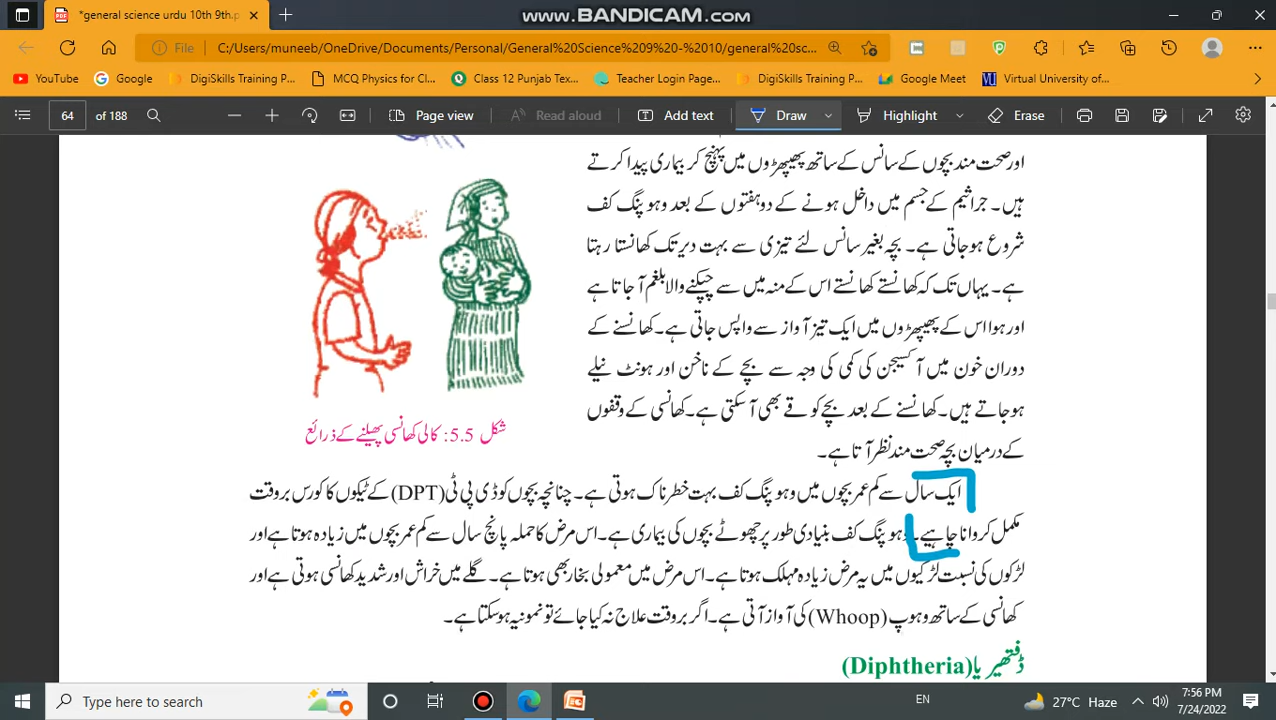 www.BANDICAM.com
*general science urdu 10th 9th.p
File
C:/Users/muneeb/OneDrive/Documents/Personal/General%20Science%209%20-%2010/general%20sc...
YouTube
Google
DigiSkills Training P...
MCQ Physics for Cl...
Class 12 Punjab Tex...
Teacher Login Page...
DigiSkills Training P...
Google Meet
Virtual University of...
64 of 188
Page view
Read aloud
Add text
Draw
Highlight
Erase
اور صحت مند بچوں کے سانس کے ساتھ پھیپھڑوں میں پہنچ کر بیماری پیدا کرتے
ہیں۔ جراثیم کے جسم میں داخل ہونے کے دو ہفتوں کے بعد وہوپنگ کف
شروع ہو جاتی ہے۔ بچہ بغیر سانس لئے تیزی سے بہت دیر تک کھانستا رہتا
ہے۔ یہاں تک کہ کھانستے کھانستے اس کے منہ میں سے چپکنے والا بلغم آ جاتا ہے
اور ہوا اس کے پھیپھڑوں میں ایک تیز آواز سے واپس جاتی ہے۔ کھانسنے کے
دوران خون میں آکسیجن کی کمی کی وجہ سے بچے کے ناخن اور ہونٹ نیلے
ہو جاتے ہیں۔ کھانسنے کے بعد بچے کو قے بھی آ سکتی ہے۔ کھانسی کے وقفوں
کے درمیان بچہ صحت مند نظر آتا ہے۔
شکل 5.5: کالی کھانسی پھیلنے کے ذرائع
ایک سال سے کم عمر بچوں میں وہوپنگ کف بہت خطرناک ہوتی ہے۔ چنانچہ بچوں کو ڈی پی ٹی (DPT) کے ٹیکوں کا کورس بروقت
مکمل کروانا چاہیے۔ وہوپنگ کف بنیادی طور پر چھوٹے بچوں کی بیماری ہے۔ اس مرض کا حملہ پانچ سال سے کم عمر بچوں میں زیادہ ہوتا ہے اور
لڑکوں کی نسبت لڑکیوں میں یہ مرض زیادہ مہلک ہوتا ہے۔ اس مرض میں معمولی بخار بھی ہوتا ہے۔ گلے میں خراش اور شدید کھانسی ہوتی ہے اور
کھانسی کے ساتھ وہوپ (Whoop) کی آواز آتی ہے۔ اگر بروقت علاج نہ کیا جائے تو نمونیہ ہو سکتا ہے۔
ڈفتھیریا (Diphtheria)
Type here to search
EN
27°C Haze
7:56 PM
7/24/2022